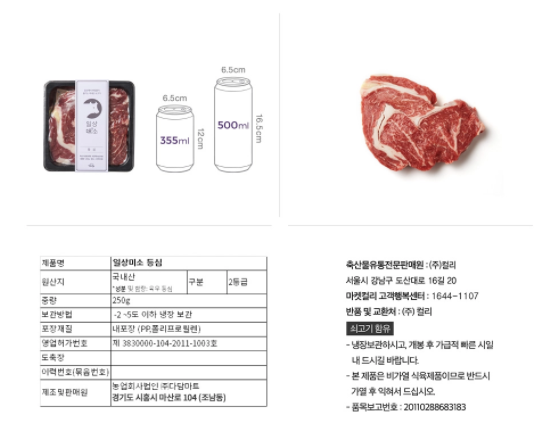 일상
미소
6.5cm
355ml
12cm
6.5cm
500ml
16.5cm
제품명 일상미소 등심
원산지 국내산 구분 2등급
*성분 및 함량: 육우 등심
중량 250g
보관방법 -2 ~5도 이하 냉장 보관
포장재질 내포장 (PP,폴리프로필렌)
영업허가번호 제 3830000-104-2011-1003호
도축장
이력번호(묶음번호)
제조및판매원 농업회사법인 ㈜다담마트
경기도 시흥시 마산로 104 (조남동)
축산물유통전문판매원 : (주)컬리
서울시 강남구 도산대로 16길 20
마켓컬리 고객행복센터 : 1644-1107
반품 및 교환처 : (주) 컬리
쇠고기 함유
- 냉장보관하시고, 개봉 후 가급적 빠른 시일
내 드시길 바랍니다.
- 본 제품은 비가열 식육제품이므로 반드시
가열 후 익혀서 드십시오.
- 품목보고번호 : 20110288683183